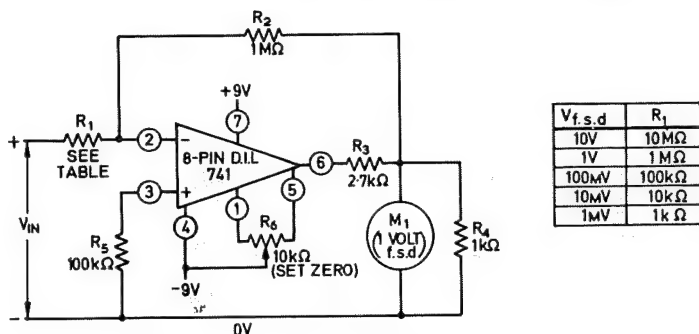 R2
1MΩ
+9V
7
+
R1
SEE
TABLE
2
−
8-PIN D.I.L
741
6
R3
2·7kΩ
3
+
5
1
4
VIN
R5
100kΩ
R6
10kΩ
(SET ZERO)
M1
(1 VOLT)
f.s.d.
R4
1kΩ
-9V
−
0V
Vf.s.d R1
10V 10MΩ
1V 1MΩ
100mV 100kΩ
10mV 10kΩ
1mV 1kΩ